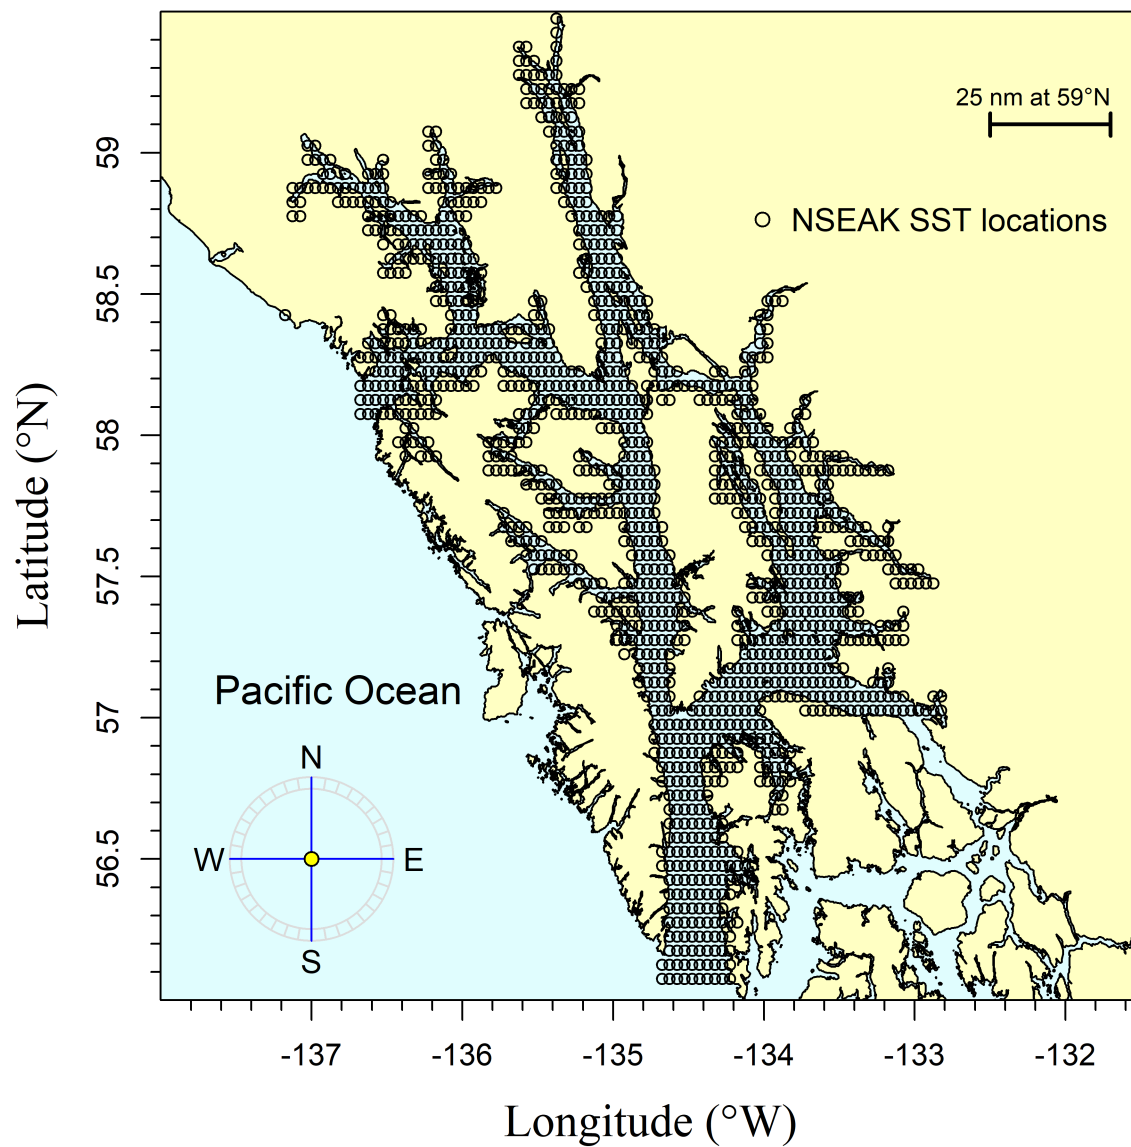 25 nm at 59°N
NSEAK SST locations
59
58.5
58
57.5
57
56.5
Latitude (°N)
Pacific Ocean
N
W
E
S
-137
-136
-135
-134
-133
-132
Longitude (°W)